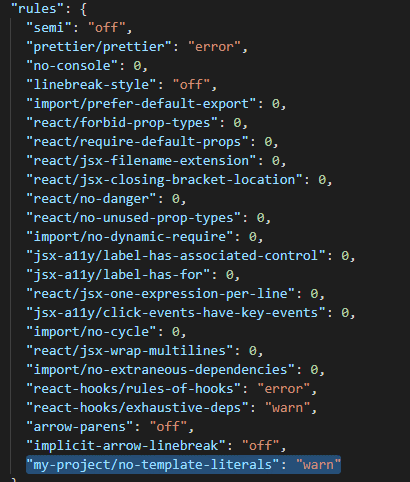 "rules": {
"semi": "off",
"prettier/prettier": "error",
"no-console": 0,
"linebreak-style": "off",
"import/prefer-default-export": 0,
"react/forbid-prop-types": 0,
"react/require-default-props": 0,
"react/jsx-filename-extension": 0,
"react/jsx-closing-bracket-location": 0,
"react/no-danger": 0,
"react/no-unused-prop-types": 0,
"import/no-dynamic-require": 0,
"jsx-a11y/label-has-associated-control": 0,
"jsx-a11y/label-has-for": 0,
"react/jsx-one-expression-per-line": 0,
"jsx-a11y/click-events-have-key-events": 0,
"import/no-cycle": 0,
"react/jsx-wrap-multilines": 0,
"import/no-extraneous-dependencies": 0,
"react-hooks/rules-of-hooks": "error",
"react-hooks/exhaustive-deps": "warn",
"arrow-parens": "off",
"implicit-arrow-linebreak": "off",
"my-project/no-template-literals": "warn"